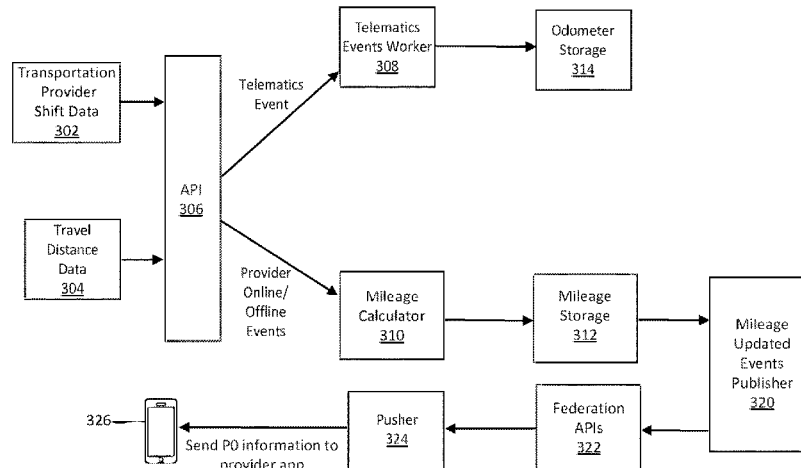 Transportation
Provider
Shift Data
302
Travel
Distance
Data
304
API
306
Telematics
Event
Provider
Online/
Offline
Events
Telematics
Events Worker
308
Odometer
Storage
314
Mileage
Calculator
310
Mileage
Storage
312
Mileage
Updated
Events
Publisher
320
Federation
APIs
322
Pusher
324
Send P0 information to
provider app
326